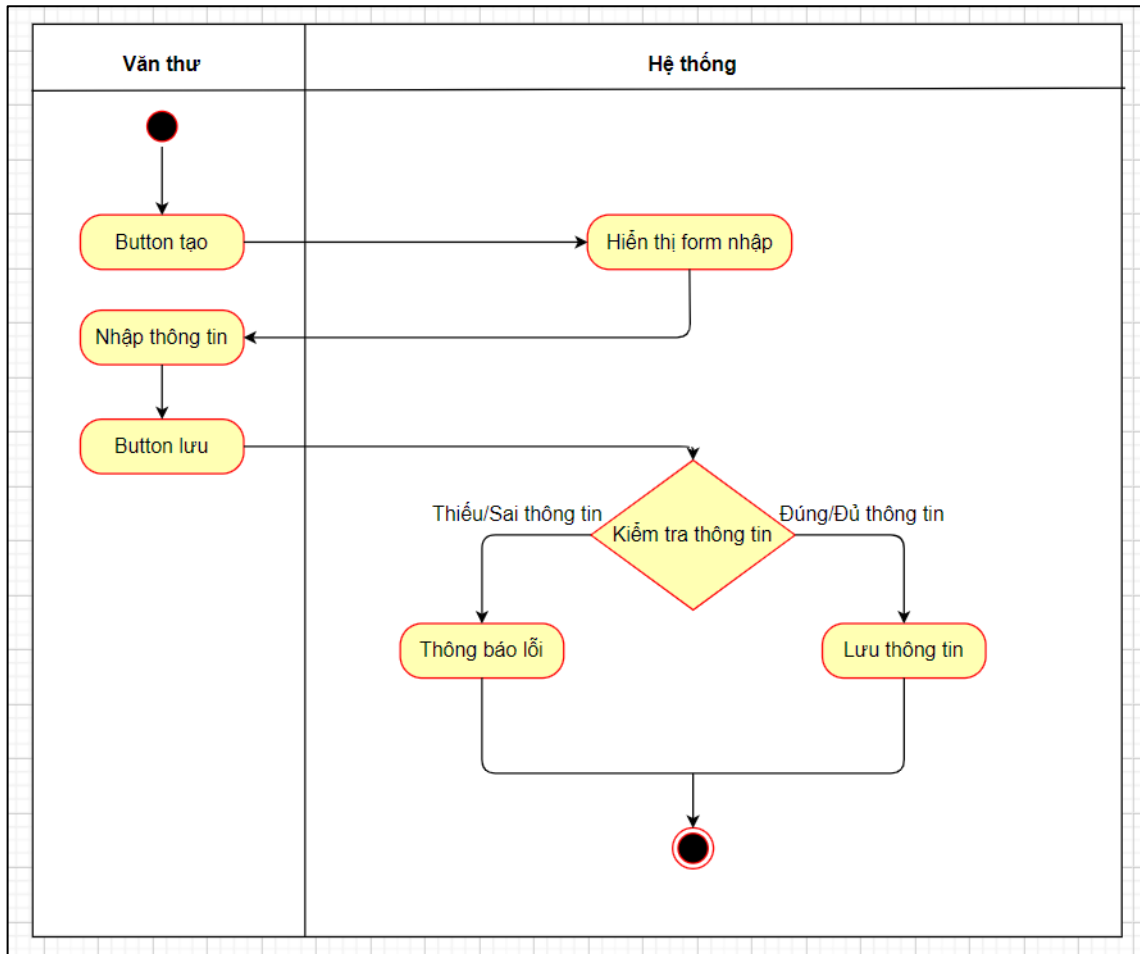 Văn thư
Hệ thống
Button tạo
Hiển thị form nhập
Nhập thông tin
Button lưu
Thiếu/Sai thông tin
Đúng/Đủ thông tin
Kiểm tra thông tin
Thông báo lỗi
Lưu thông tin